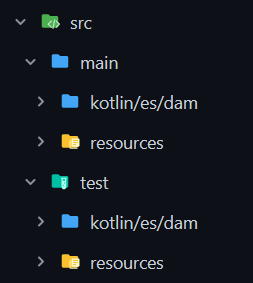 src
main
kotlin/es/dam
resources
test
kotlin/es/dam
resources